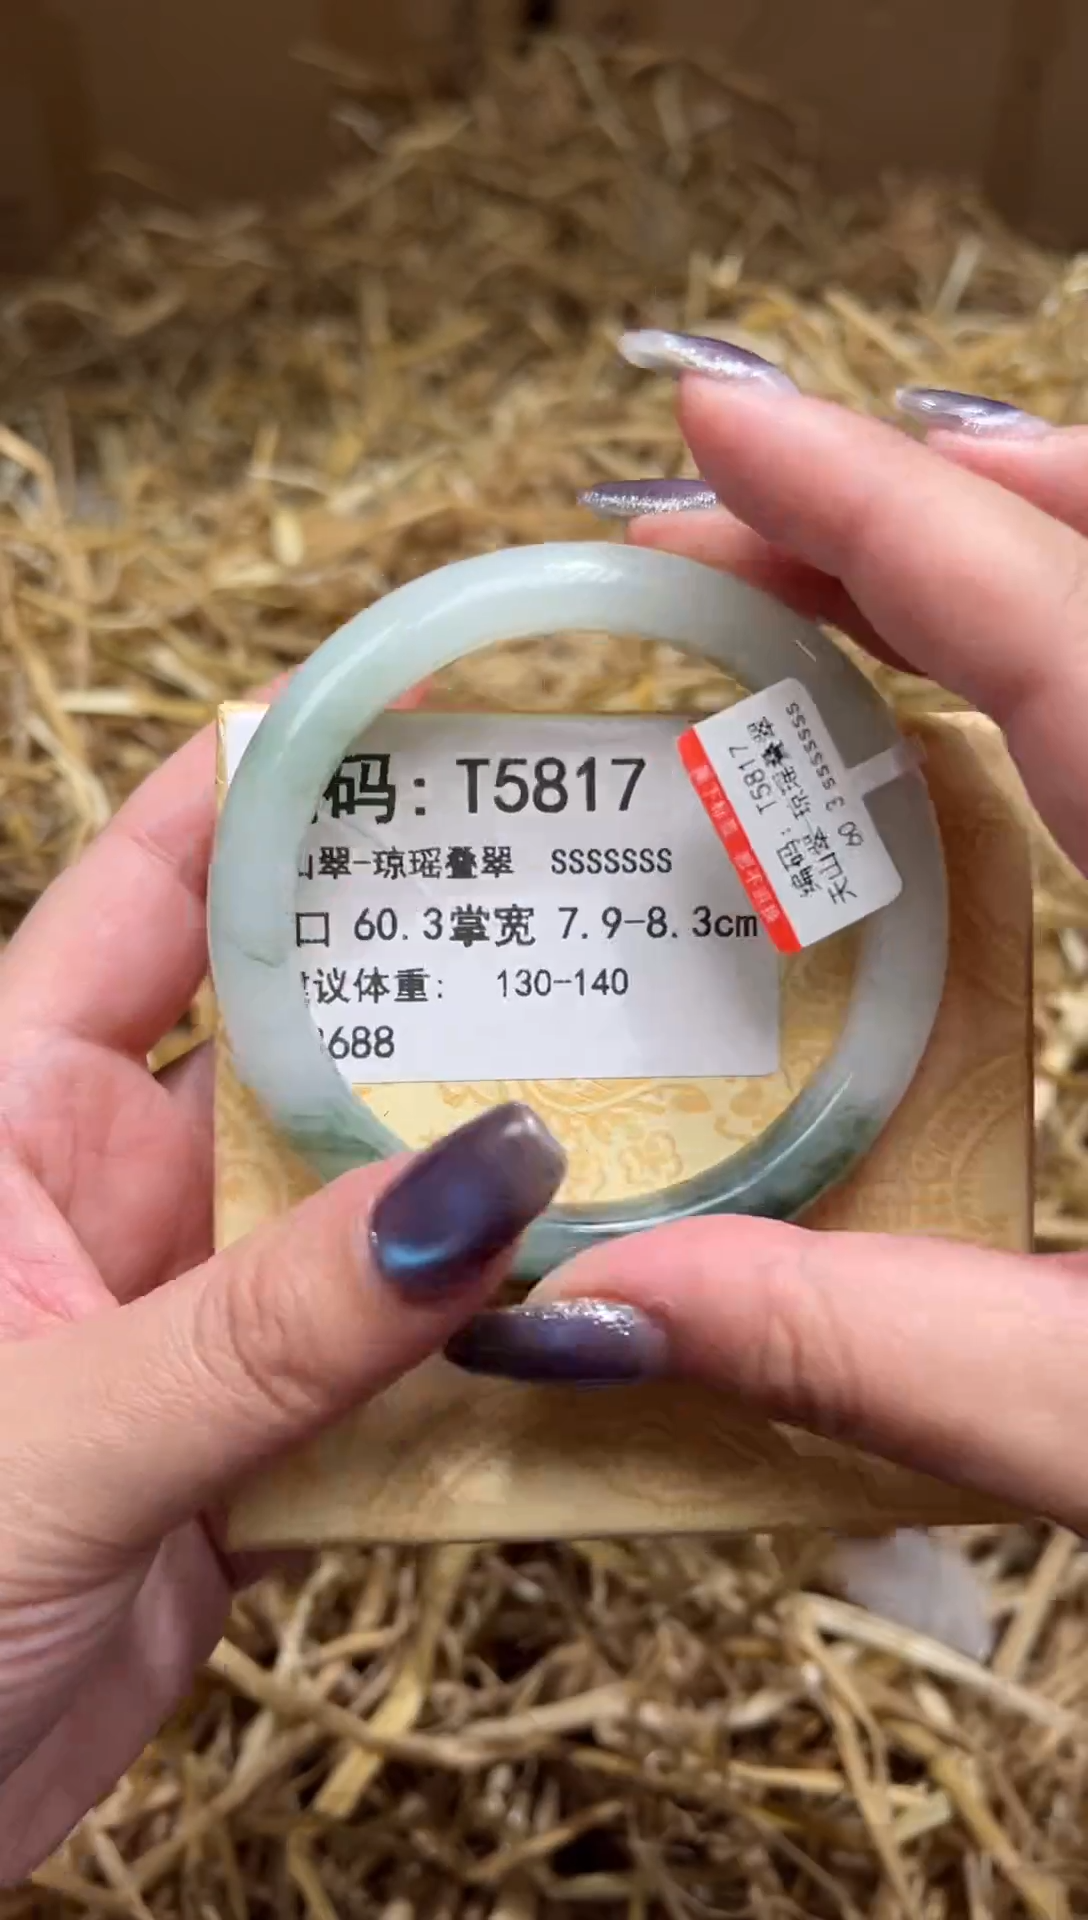 码: T5817
山翠-琼瑶叠翠 SSSSSSS
口 60.3掌宽 7.9-8.3cm
议体重: 130-140
688
编码: T5817
天山翠-琼瑶叠翠
60.3 SSSSSSSS